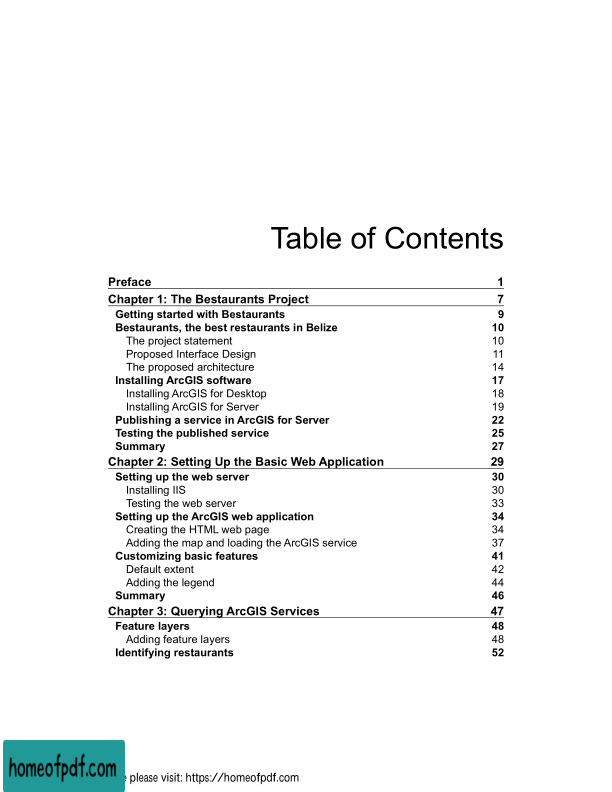 Table of Contents
Preface 1
Chapter 1: The Bestaurants Project 7
Getting started with Bestaurants 9
Bestaurants, the best restaurants in Belize 10
The project statement 10
Proposed Interface Design 11
The proposed architecture 14
Installing ArcGIS software 17
Installing ArcGIS for Desktop 18
Installing ArcGIS for Server 19
Publishing a service in ArcGIS for Server 22
Testing the published service 25
Summary 27
Chapter 2: Setting Up the Basic Web Application 29
Setting up the web server 30
Installing IIS 30
Testing the web server 33
Setting up the ArcGIS web application 34
Creating the HTML web page 34
Adding the map and loading the ArcGIS service 37
Customizing basic features 41
Default extent 42
Adding the legend 44
Summary 46
Chapter 3: Querying ArcGIS Services 47
Feature layers 48
Adding feature layers 48
Identifying restaurants 52
homeofpdf.com
please visit: https://homeofpdf.com